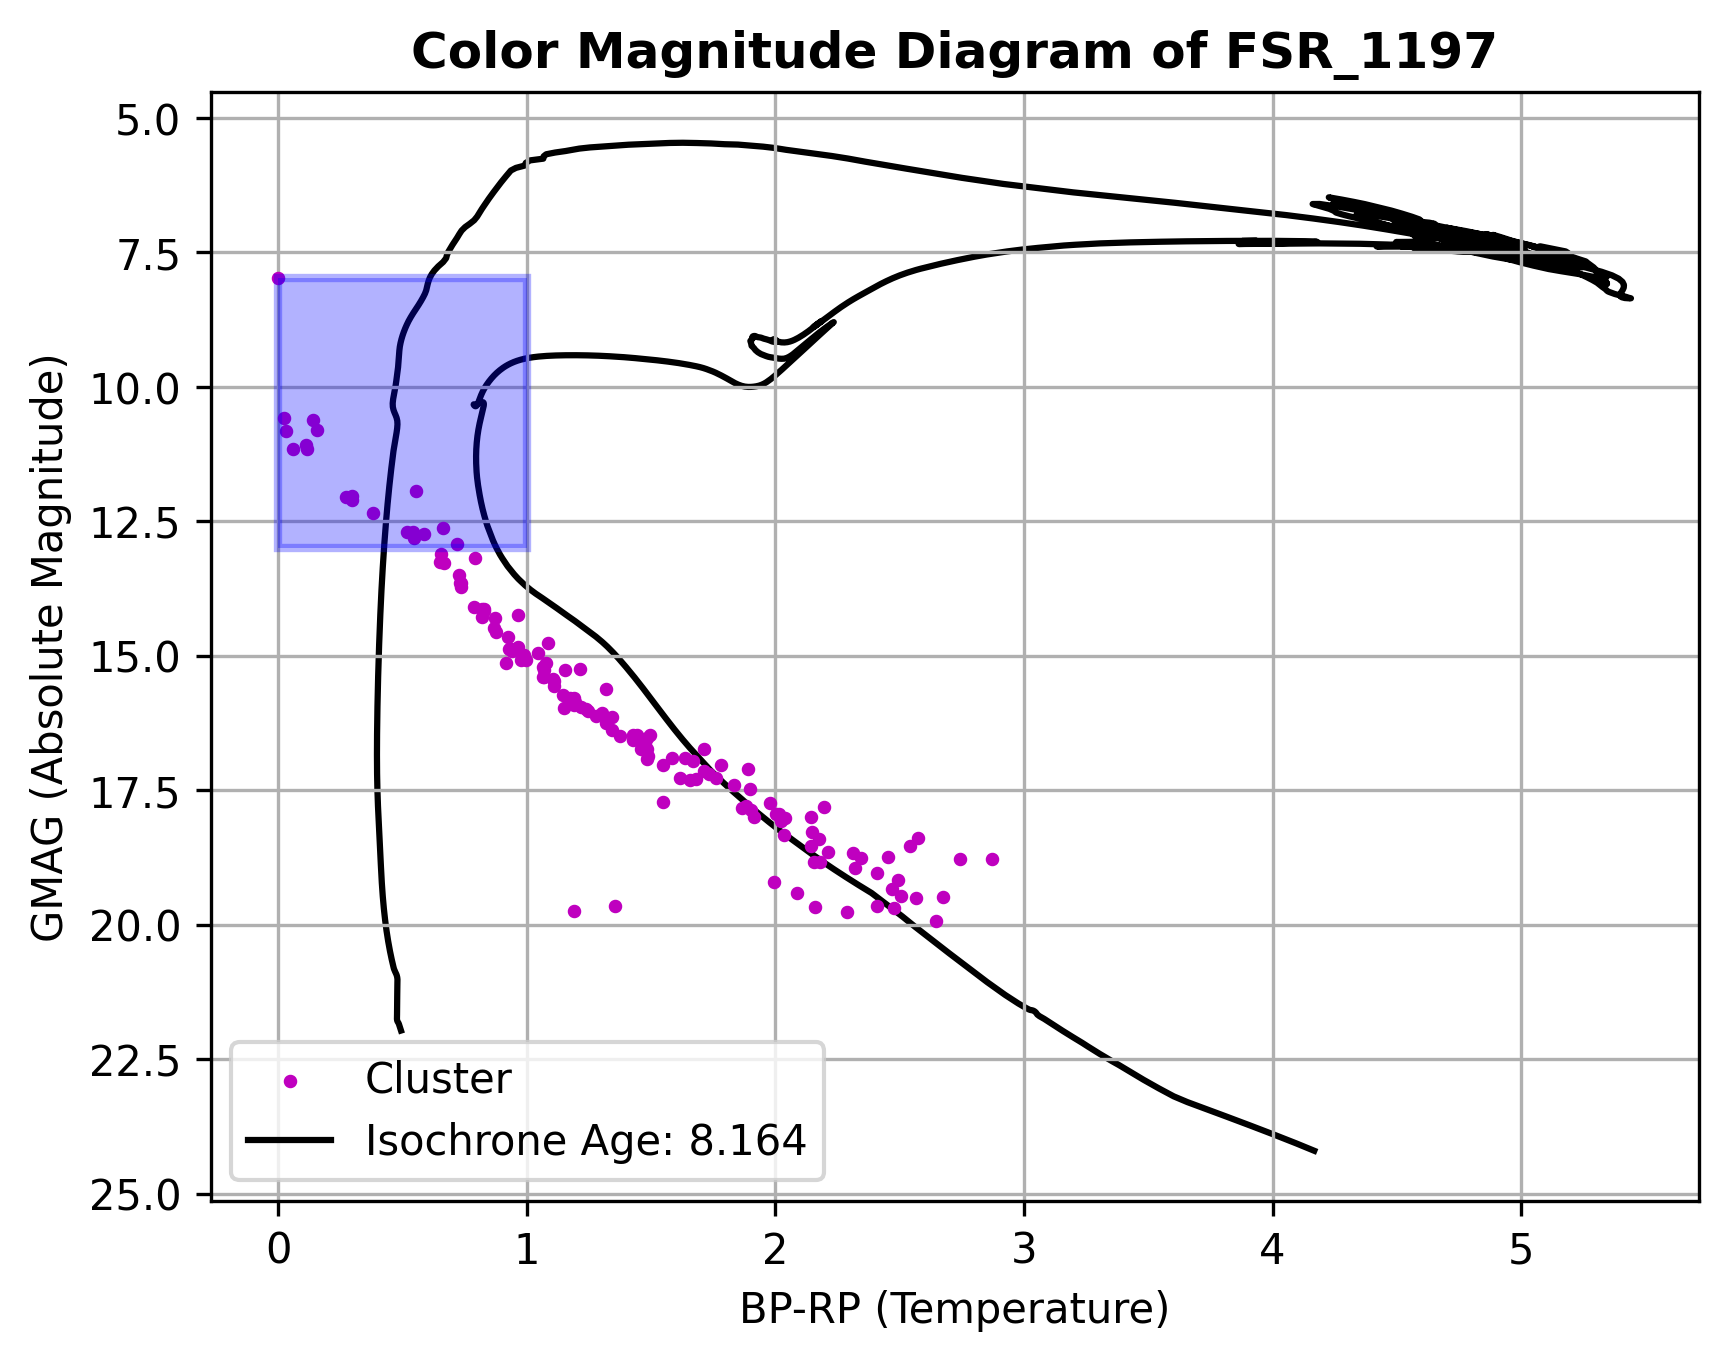 Color Magnitude Diagram of FSR_1197
GMAG (Absolute Magnitude)
5.0
7.5
10.0
12.5
15.0
17.5
20.0
22.5
25.0
Cluster
Isochrone Age: 8.164
0 1 2 3 4 5
BP-RP (Temperature)